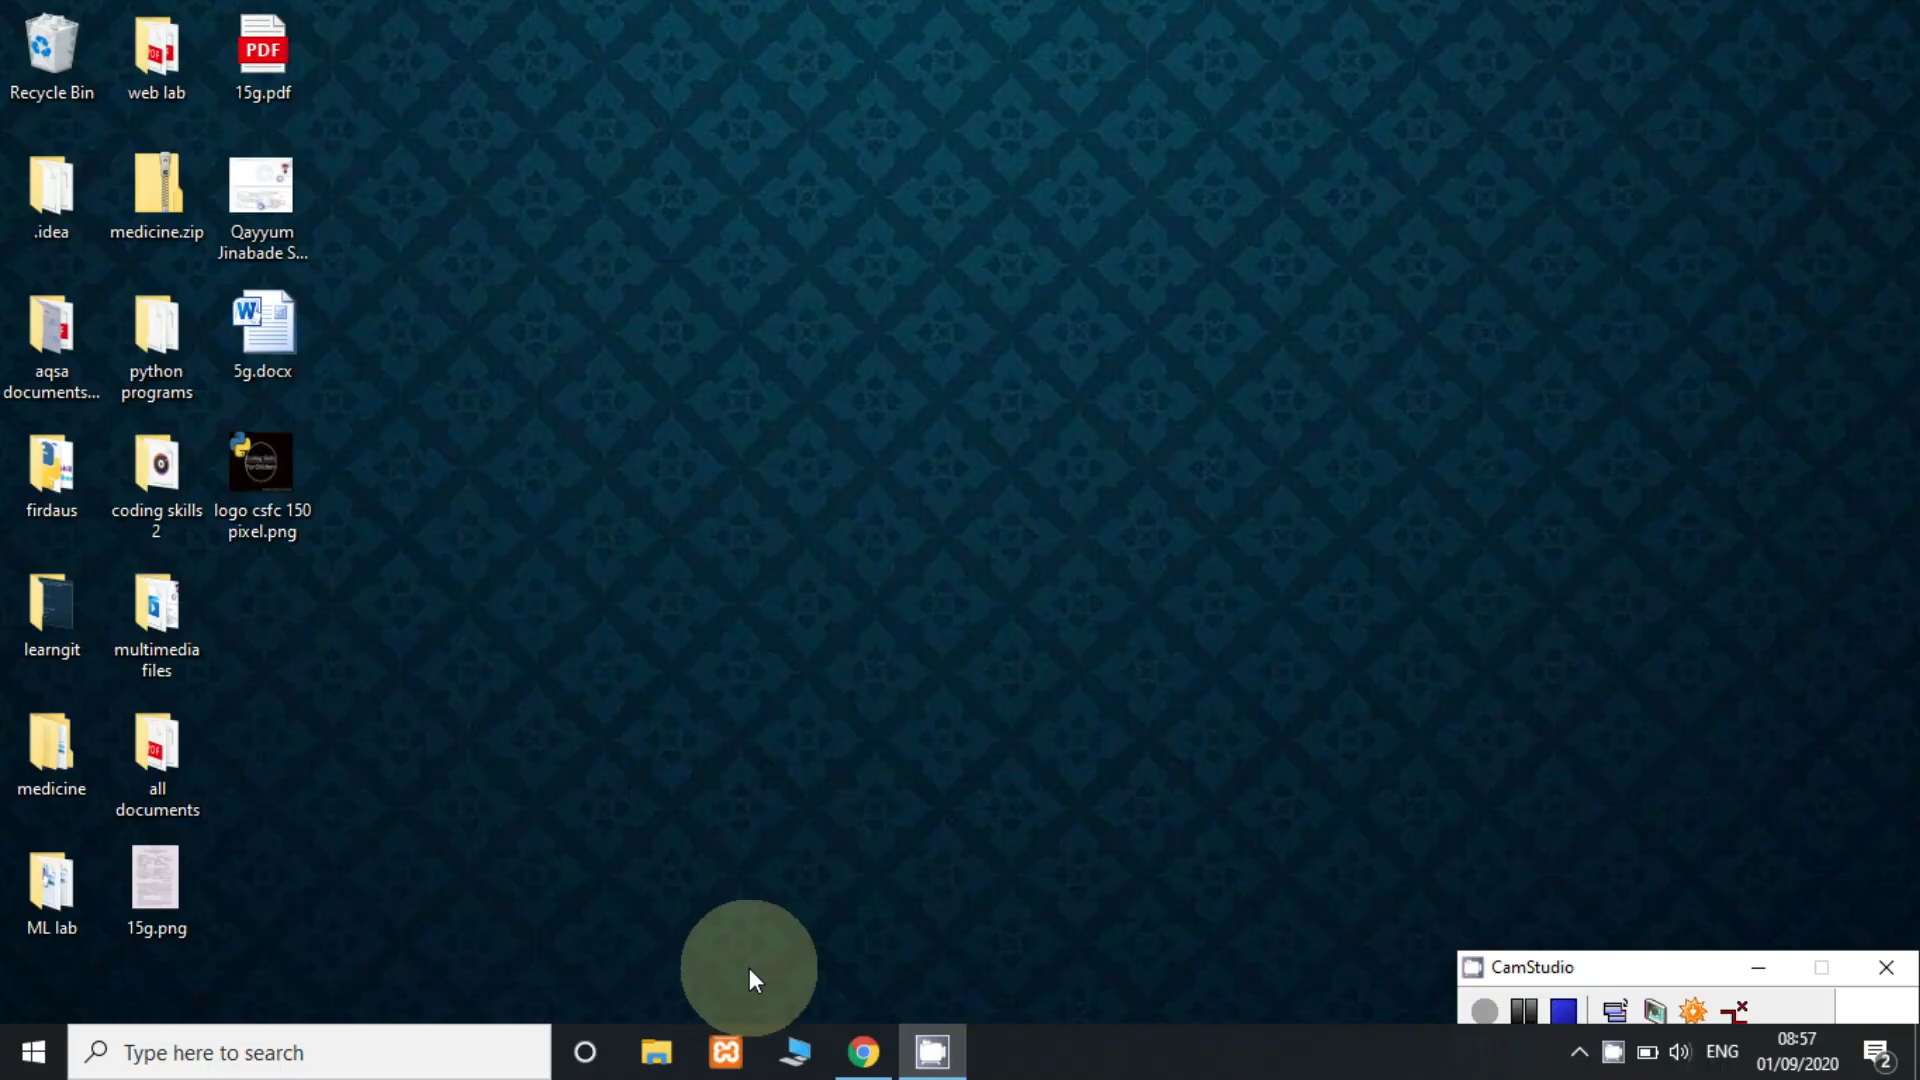 Recycle Bin
web lab
PDF
15g.pdf
.idea
medicine.zip
Qayyum
Jinabade S...
aqsa
documents...
python
programs
W
5g.docx
firdaus
coding skills
2
logo csfc 150
pixel.png
learngit
multimedia
files
medicine
all
documents
ML lab
15g.png
CamStudio
Type here to search
ENG
08:57
01/09/2020
2